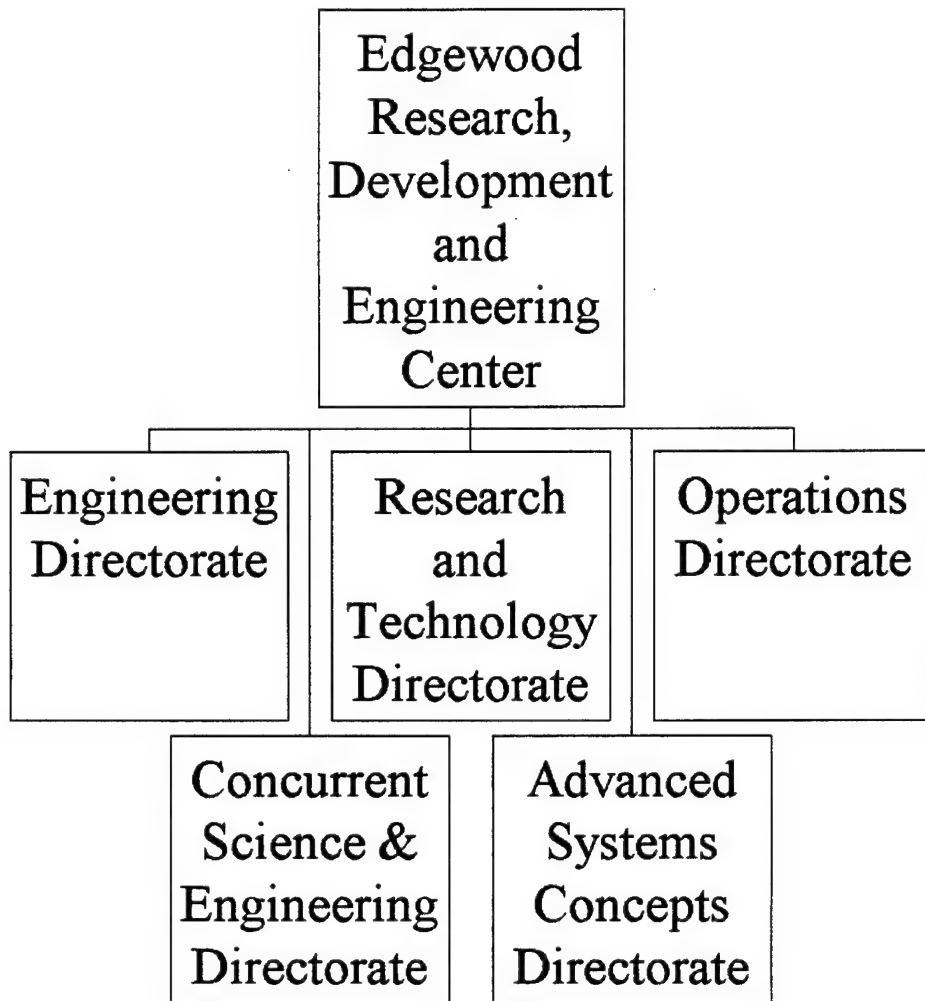 Edgewood
Research,
Development
and
Engineering
Center
Engineering
Directorate
Research
and
Technology
Directorate
Operations
Directorate
Concurrent
Science &
Engineering
Directorate
Advanced
Systems
Concepts
Directorate